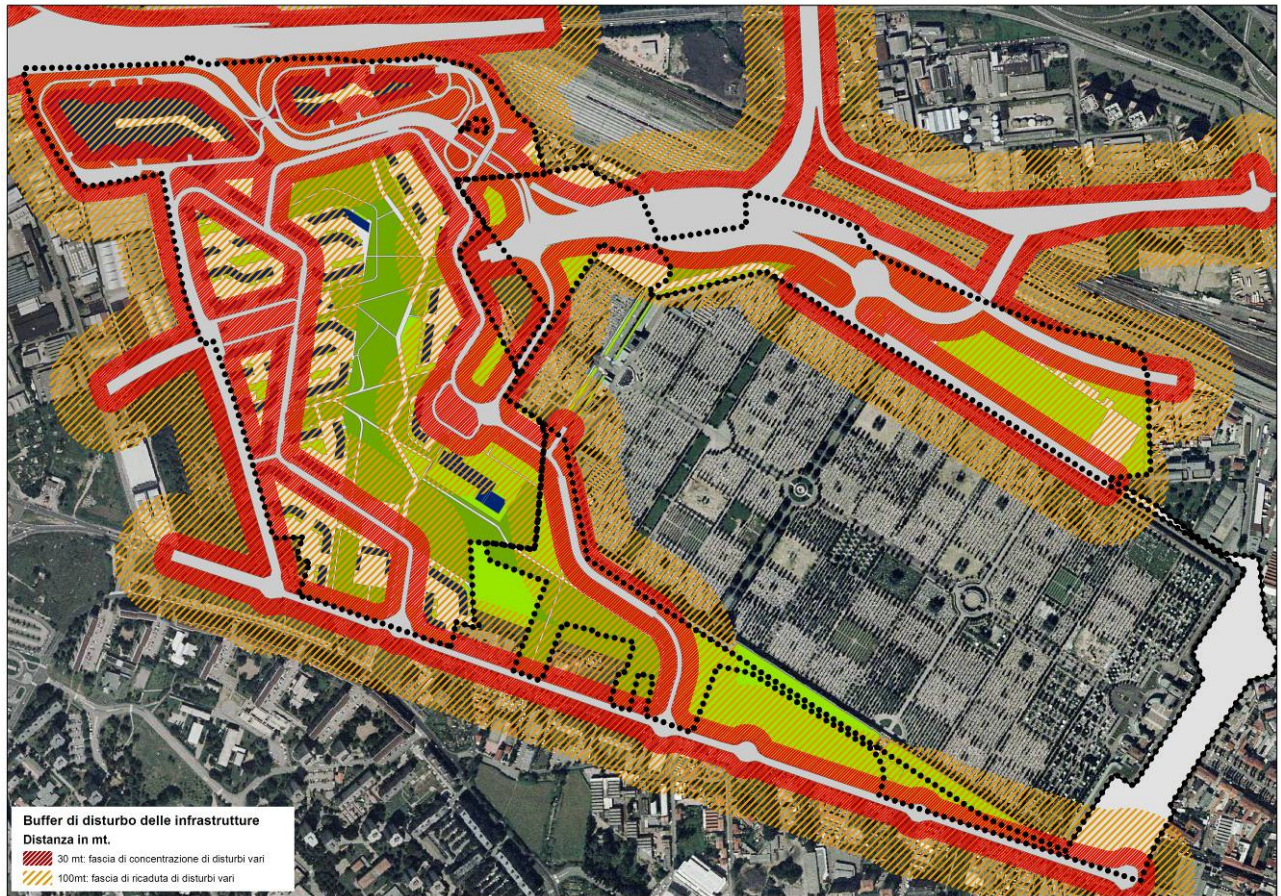 Buffer di disturbo delle infrastrutture
Distanza in mt.
30 mt: fascia di concentrazione di disturbi vari
100mt: fascia di ricaduta di disturbi vari